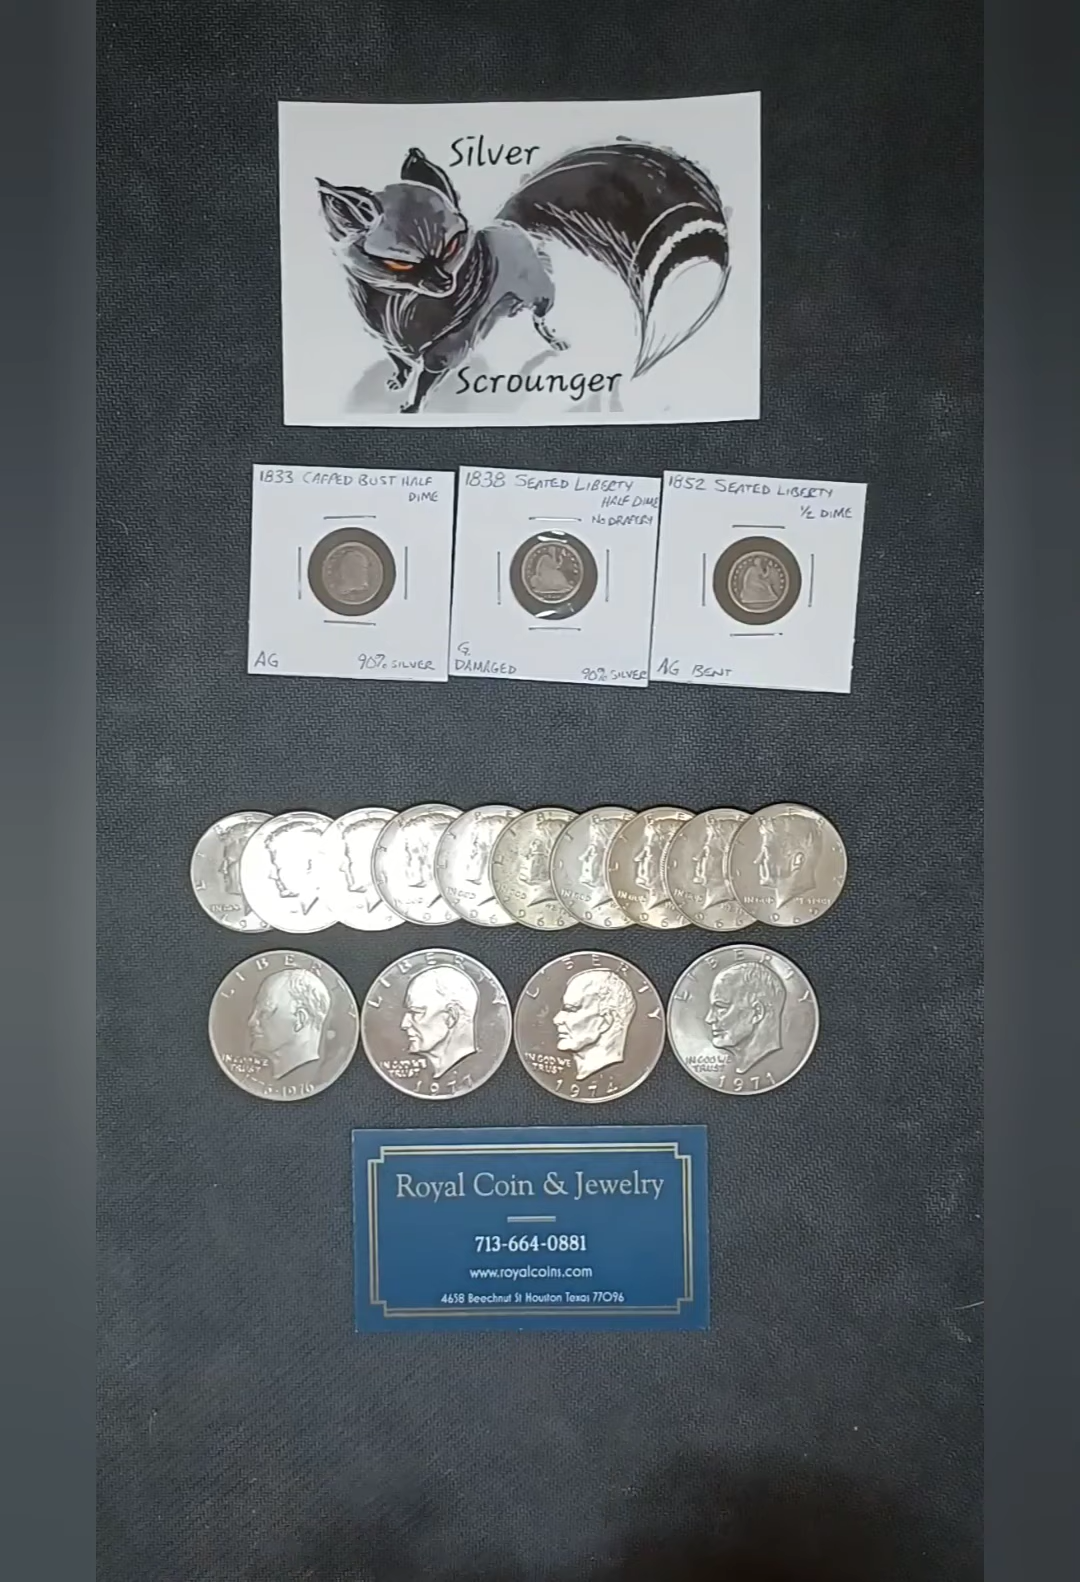 Silver
Scrounger
1833 CAPPED BUST HALF
DIME
AG
90% SILVER
1838 SEATED LIBERTY
HALF DIME
NO DRAPERY
G.
DAMAGED
90% SILVER
1852 SEATED LIBERTY
1/2 DIME
AG BENT
LIBERTY
IN GOD WE
TRUST
1776-1976
LIBERTY
IN GOD WE
TRUST
1977
LIBERTY
IN GOD WE
TRUST
1974
LIBERTY
IN GOD WE
TRUST
1971
Royal Coin & Jewelry
713-664-0881
www.royalcoins.com
4658 Beechnut St Houston Texas 77096